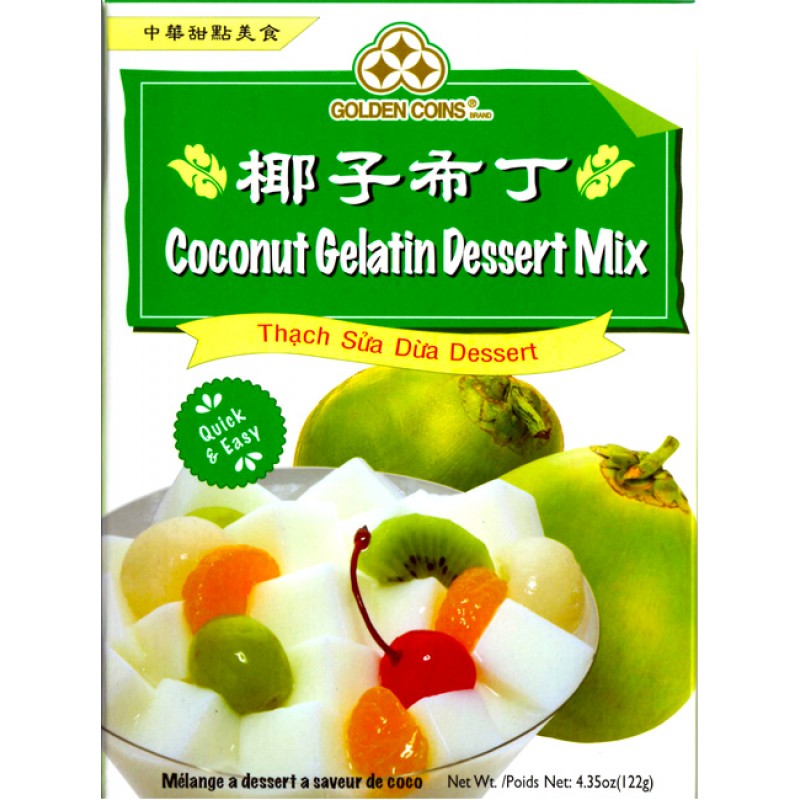 中華甜點美食
GOLDEN COINS® BRAND
椰子布丁
Coconut Gelatin Dessert Mix
Thạch Sửa Dừa Dessert
Quick
& Easy
Mélange a dessert a saveur de coco Net Wt. /Poids Net: 4.35oz(122g)